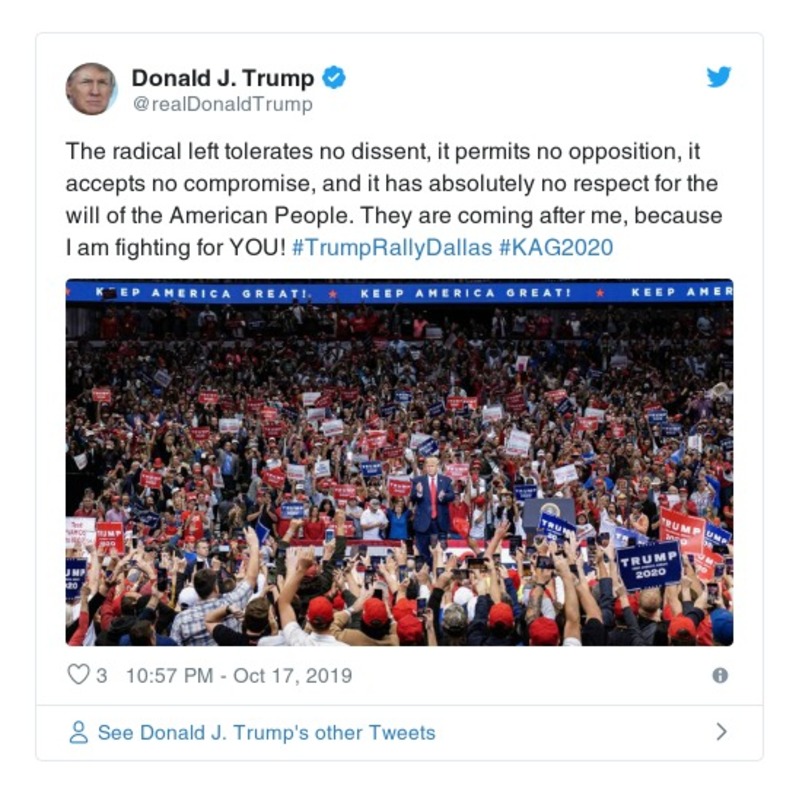 Donald J. Trump
@realDonaldTrump
The radical left tolerates no dissent, it permits no opposition, it
accepts no compromise, and it has absolutely no respect for the
will of the American People. They are coming after me, because
I am fighting for YOU! #TrumpRallyDallas #KAG2020
KEEP AMERICA GREAT! ★ KEEP AMERICA GREAT! ★ KEEP AMER
TRUMP
TRUMP
TRUMP
2020
3 10:57 PM - Oct 17, 2019
See Donald J. Trump's other Tweets